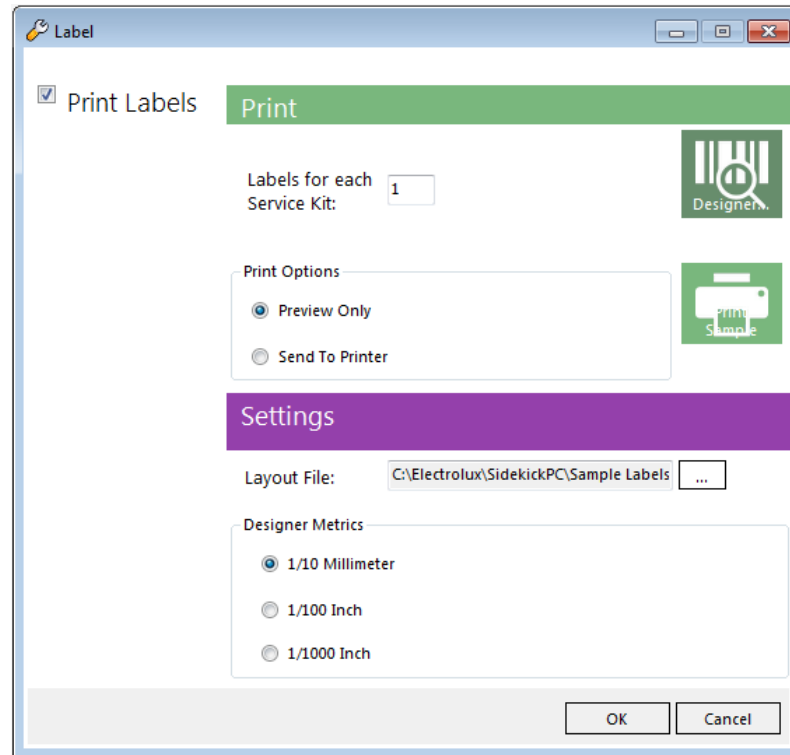 Label
Print Labels
Print
Labels for each
Service Kit:
1
Designer...
Print Options
Preview Only
Send To Printer
Print
Sample
Settings
Layout File:
C:\Electrolux\SidekickPC\Sample Labels
...
Designer Metrics
1/10 Millimeter
1/100 Inch
1/1000 Inch
OK
Cancel